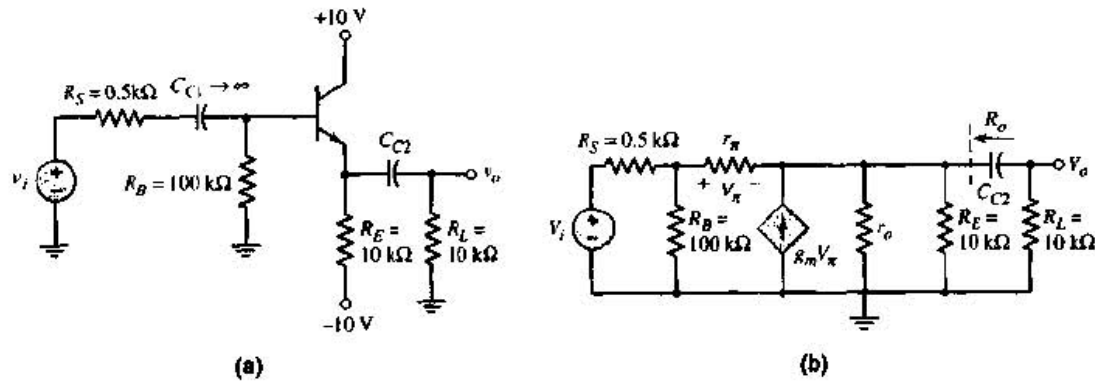 +10 V
R_S = 0.5kΩ
C_C1 → ∞
v_i
+
−
R_B = 100 kΩ
C_C2
v_o
R_E =
10 kΩ
R_L =
10 kΩ
−10 V
(a)
R_S = 0.5 kΩ
r_π
+ V_π −
V_i
+
−
R_B =
100 kΩ
g_mV_π
r_o
R_E =
10 kΩ
R_o
C_C2
V_o
R_L =
10 kΩ
(b)